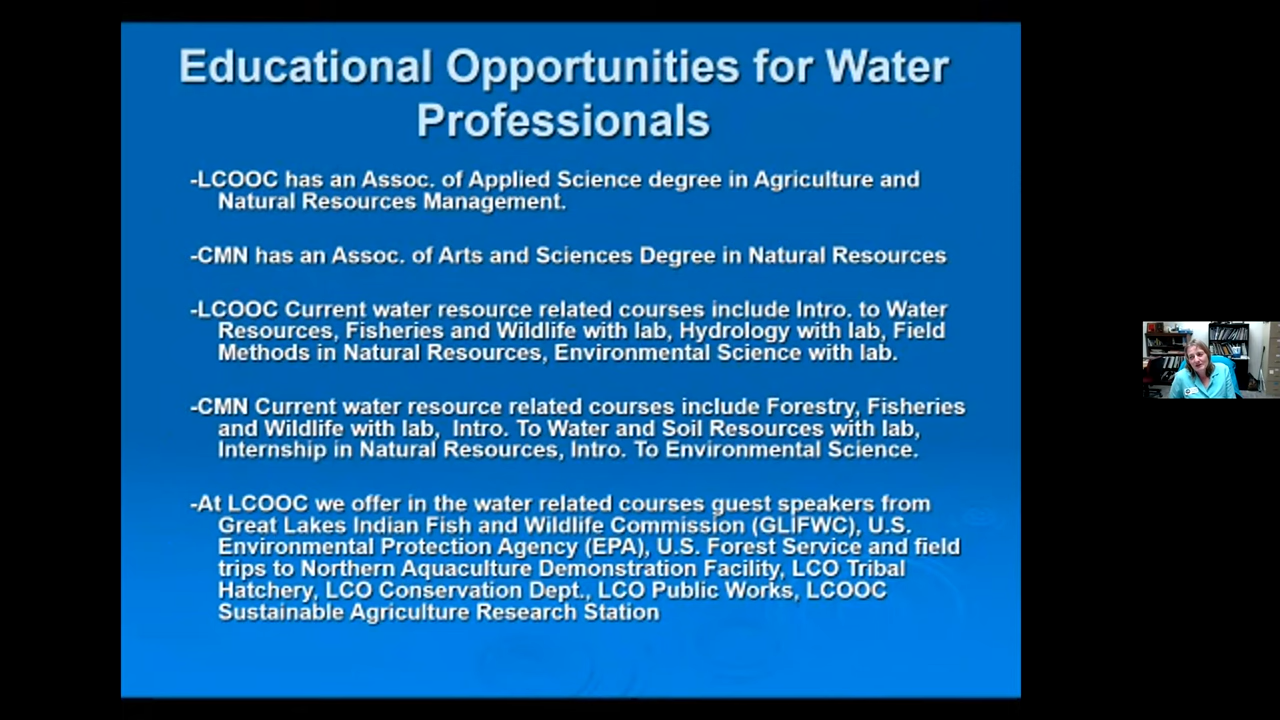 Educational Opportunities for Water
Professionals
-LCOOC has an Assoc. of Applied Science degree in Agriculture and
Natural Resources Management.
-CMN has an Assoc. of Arts and Sciences Degree in Natural Resources
-LCOOC Current water resource related courses include Intro. to Water
Resources, Fisheries and Wildlife with lab, Hydrology with lab, Field
Methods in Natural Resources, Environmental Science with lab.
-CMN Current water resource related courses include Forestry, Fisheries
and Wildlife with lab, Intro. To Water and Soil Resources with lab,
Internship in Natural Resources, Intro. To Environmental Science.
-At LCOOC we offer in the water related courses guest speakers from
Great Lakes Indian Fish and Wildlife Commission (GLIFWC), U.S.
Environmental Protection Agency (EPA), U.S. Forest Service and field
trips to Northern Aquaculture Demonstration Facility, LCO Tribal
Hatchery, LCO Conservation Dept., LCO Public Works, LCOOC
Sustainable Agriculture Research Station